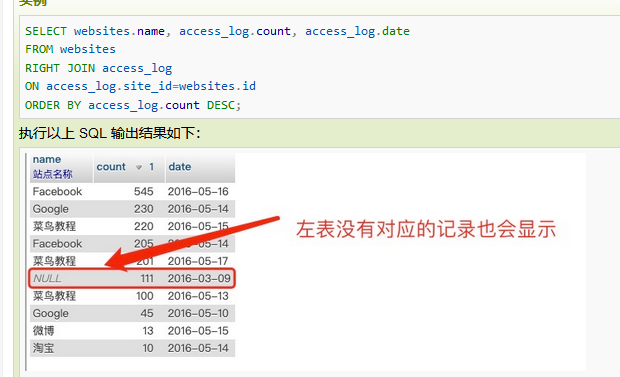 实例
SELECT websites.name, access_log.count, access_log.date
FROM websites
RIGHT JOIN access_log
ON access_log.site_id=websites.id
ORDER BY access_log.count DESC;
执行以上 SQL 输出结果如下：
name count 1 date
站点名称
Facebook 545 2016-05-16
Google 230 2016-05-14
菜鸟教程 220 2016-05-15
Facebook 205 2016-05-14
菜鸟教程 201 2016-05-17
NULL 111 2016-03-09
菜鸟教程 100 2016-05-13
Google 45 2016-05-10
微博 13 2016-05-15
淘宝 10 2016-05-14
左表没有对应的记录也会显示